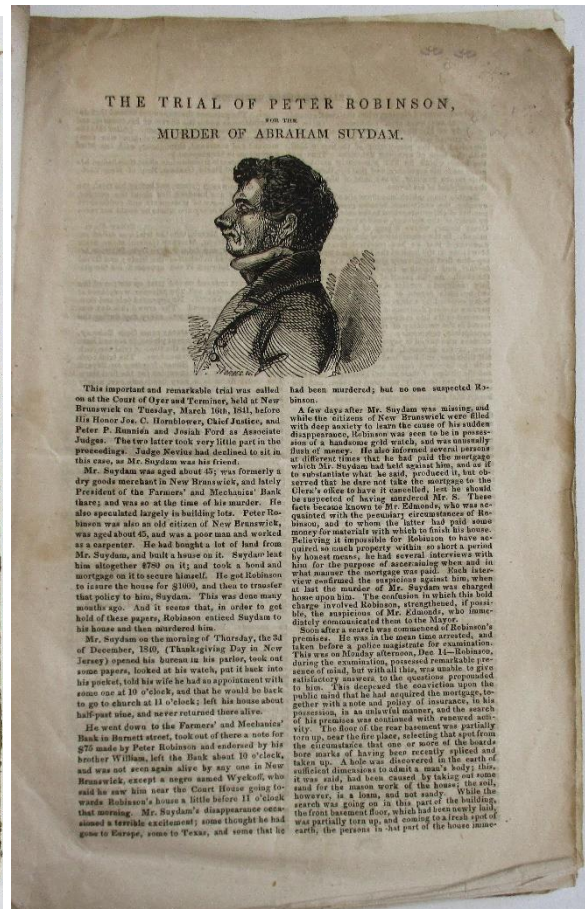 THE TRIAL OF PETER ROBINSON,
FOR THE
MURDER OF ABRAHAM SUYDAM.
This important and remarkable trial was called
on at the Court of Oyer and Terminer, held at New
Brunswick on Tuesday, March 16th, 1841, before
His Honor Jos. C. Hornblower, Chief Justice, and
Peter P. Runnien and Josiah Ford as Associate
Judges. The two latter took very little part in the
proceedings. Judge Nevius had declined to sit in
this case, as Mr. Suydam was his friend.
Mr. Suydam was aged about 45; was formerly a
dry goods merchant in New Brunswick, and lately
President of the Farmers' and Mechanics' Bank
there; and was so at the time of his murder. He
also speculated largely in building lots. Peter Ro-
binson was also an old citizen of New Brunswick,
was aged about 45, and was a poor man and worked
as a carpenter. He had bought a lot of land from
Mr. Suydam, and built a house on it. Suydam leat
him altogether $780 on it; and took a bond and
mortgage on it to secure himself. He got Robinson
to insure the house for $1000, and then to transfer
that policy to him, Suydam. This was done many
months ago. And it seems that, in order to get
hold of these papers, Robinson enticed Suydam to
his house and then murdered him.
Mr. Suydam on the morning of Thursday, the 3d
of December, 1840, (Thanksgiving Day in New
Jersey) opened his bureau in his parlor, took out
some papers, looked at his watch, put it back into
his pocket, told his wife he had an appointment with
some one at 10 o'clock, and that he would be back
to go to church at 11 o'clock; left his house about
half-past nine, and never returned there alive.
He went down to the Farmers' and Mechanics'
Bank in Burnett street, took out of there a note for
$75 made by Peter Robinson and endorsed by his
brother William, left the Bank about 10 o'clock,
and was not seen again alive by any one in New
Brunswick, except a negro named Wyckoff, who
said he saw him near the Court House going to-
wards Robinson's house a little before 11 o'clock
that morning. Mr. Suydam's disappearance occa-
sioned a terrible excitement; some thought he had
gone to Europe, some to Texas, and some that he
had been murdered; but no one suspected Ro-
binson.
A few days after Mr. Suydam was missing, and
while the citizens of New Brunswick were filled
with deep anxiety to learn the cause of his sudden
disappearance, Robinson was seen to be in posses-
sion of a handsome gold watch, and was unusually
flush of money. He also informed several persons
at different times that he had paid the mortgage
which Mr. Suydam had held against him, and as if
to substantiate what he said, produced it, but ob-
served that he dare not take the mortgage to the
Clerk's office to have it cancelled, lest he should
be suspected of having murdered Mr. S. These
facts became known to Mr. Edmonds, who was ac-
quainted with the pecuniary circumstances of Ro-
binson, and to whom the latter had paid some
money for materials with which to finish his house.
Believing it impossible for Robinson to have ac-
quired so much property within so short a period
by honest means, he had several interviews with
him for the purpose of ascertaining when and in
what manner the mortgage was paid. Each inter-
view confirmed the suspicions against him, when
at last the murder of Mr. Suydam was charged
home upon him. The confusion in which this bold
charge involved Robinson, strengthened, if possi-
ble, the suspicions of Mr. Edmonds, who imme-
diately communicated them to the Mayor.
Soon after a search was commenced of Robinson's
premises. He was in the mean time arrested, and
taken before a police magistrate for examination.
This was on Monday afternoon, Dec. 14—Robinson,
during the examination, possessed remarkable pre-
sence of mind, but with all this, was unable to give
satisfactory answers to the questions propounded
to him. This deepened the conviction upon the
public mind that he had acquired the mortgage, to-
gether with a note and policy of insurance, in his
possession, in an unlawful manner, and the search
of his premises was continued with renewed acti-
vity. The floor of the rear basement was partially
torn up, near the fire place, selecting that spot from
the circumstance that one or more of the boards
bore marks of having been recently spliced and
taken up. A hole was discovered in the earth of
sufficient dimensions to admit a man's body; this,
it was said, had been caused by taking out some
sand for the mason work of the house; the soil,
however, is a loam, and not sandy. While the
search was going on in this part of the building,
the front basement floor, which had been newly laid,
was partially torn up, and coming to a fresh spot of
earth, the persons in that part of the house imme-